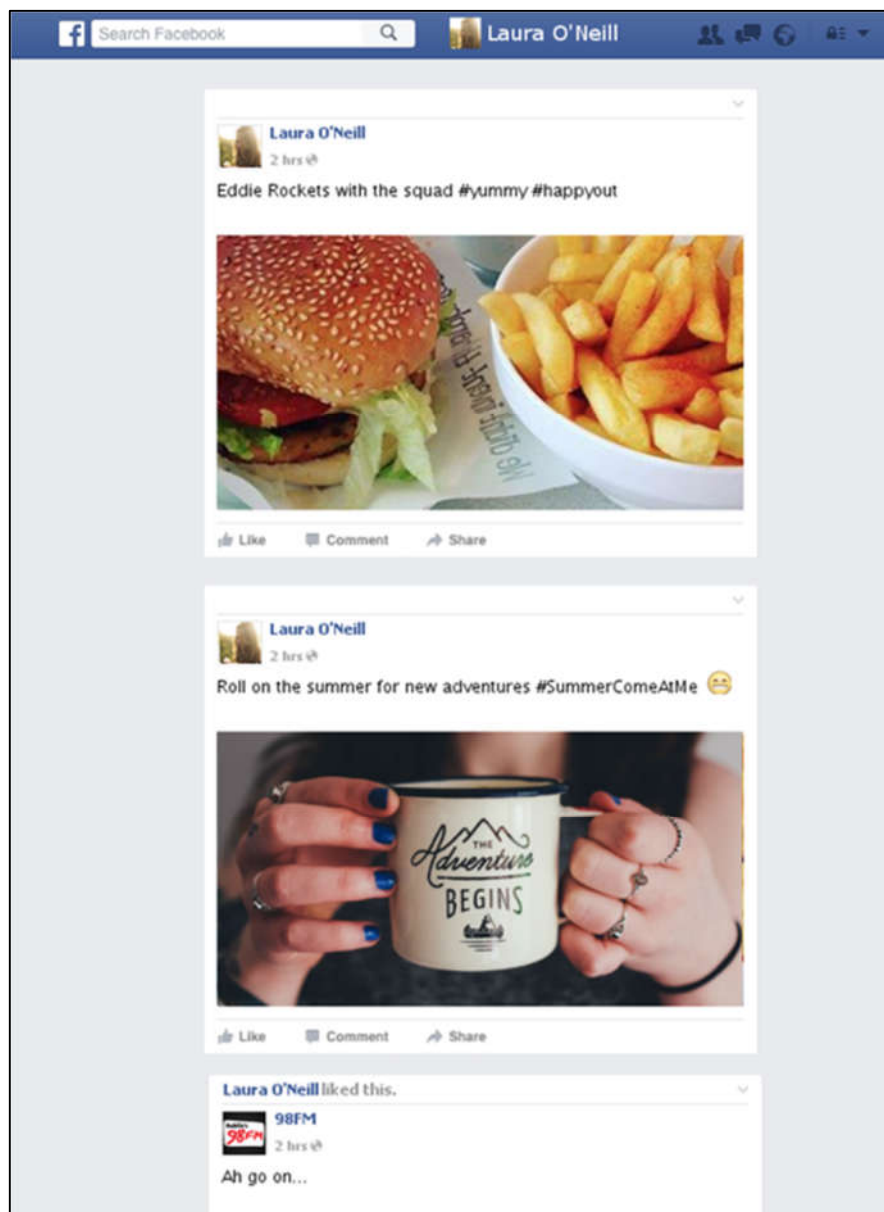 f Search Facebook Laura O'Neill
Laura O'Neill
2 hrs
Eddie Rockets with the squad #yummy #happyout
Like Comment Share
Laura O'Neill
2 hrs
Roll on the summer for new adventures #SummerComeAtMe 😁
THE
Adventure
BEGINS
Like Comment Share
Laura O'Neill liked this.
98FM
98FM
2 hrs
Ah go on...